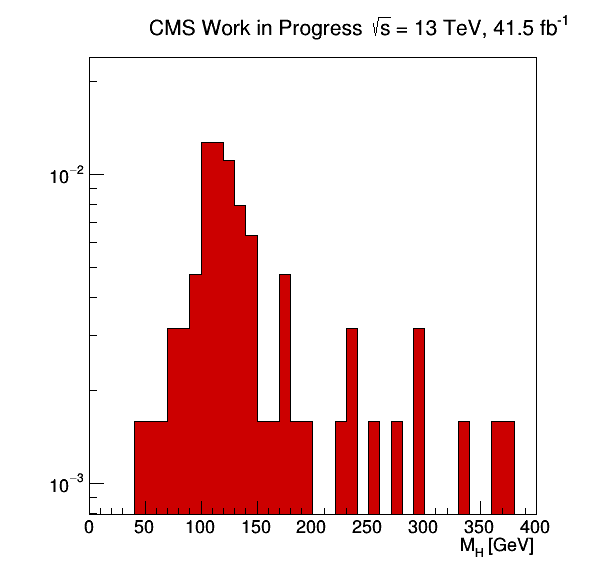 CMS Work in Progress √s = 13 TeV, 41.5 fb⁻¹
10⁻²
10⁻³
0 50 100 150 200 250 300 350 400
M_H [GeV]